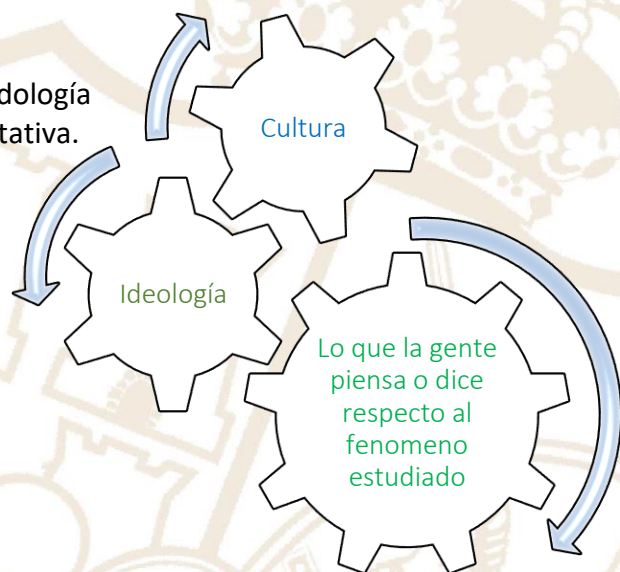 dología
tativa.
Cultura
Ideología
Lo que la gente
piensa o dice
respecto al
fenomeno
estudiado